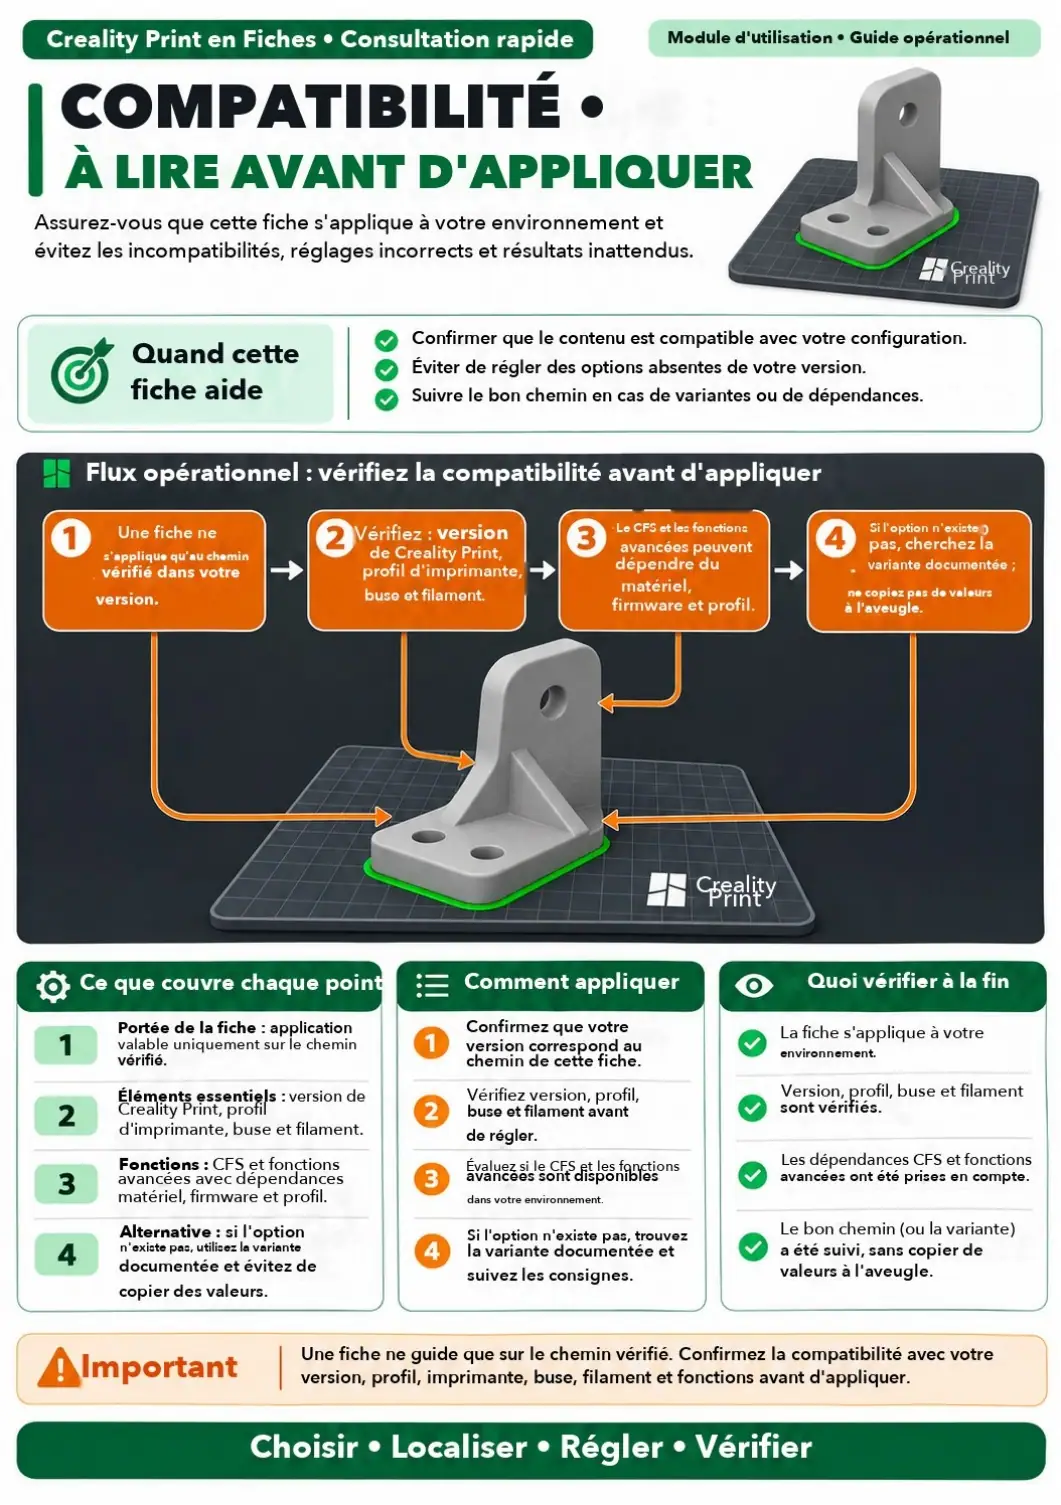 Creality Print en Fiches • Consultation rapide
Module d'utilisation • Guide opérationnel
COMPATIBILITÉ •
À LIRE AVANT D'APPLIQUER
Assurez-vous que cette fiche s'applique à votre environnement et
évitez les incompatibilités, réglages incorrects et résultats inattendus.
Creality
Print
Quand cette
fiche aide
Confirmer que le contenu est compatible avec votre configuration.
Éviter de régler des options absentes de votre version.
Suivre le bon chemin en cas de variantes ou de dépendances.
Flux opérationnel : vérifiez la compatibilité avant d'appliquer
1
Une fiche ne
s'applique qu'au chemin
vérifié dans votre
version.
2
Vérifiez : version
de Creality Print,
profil d'imprimante,
buse et filament.
3
Le CFS et les fonctions
avancées peuvent
dépendre du
matériel,
firmware et profil.
4
Si l'option n'existe
pas, cherchez la
variante documentée ;
ne copiez pas de valeurs
à l'aveugle.
Creality
Print
Ce que couvre chaque point
1
Portée de la fiche : application
valable uniquement sur le chemin
vérifié.
2
Éléments essentiels : version de
Creality Print, profil
d'imprimante, buse et filament.
3
Fonctions : CFS et fonctions
avancées avec dépendances
matériel, firmware et profil.
4
Alternative : si l'option
n'existe pas, utilisez la variante
documentée et évitez de
copier des valeurs.
Comment appliquer
1
Confirmez que votre
version correspond au
chemin de cette fiche.
2
Vérifiez version, profil,
buse et filament avant
de régler.
3
Évaluez si le CFS et les fonctions
avancées sont disponibles
dans votre environnement.
4
Si l'option n'existe pas, trouvez
la variante documentée et
suivez les consignes.
Quoi vérifier à la fin
La fiche s'applique à votre
environnement.
Version, profil, buse et filament
sont vérifiés.
Les dépendances CFS et fonctions
avancées ont été prises en compte.
Le bon chemin (ou la variante)
a été suivi, sans copier de
valeurs à l'aveugle.
Important
Une fiche ne guide que sur le chemin vérifié. Confirmez la compatibilité avec votre
version, profil, imprimante, buse, filament et fonctions avant d'appliquer.
Choisir • Localiser • Régler • Vérifier